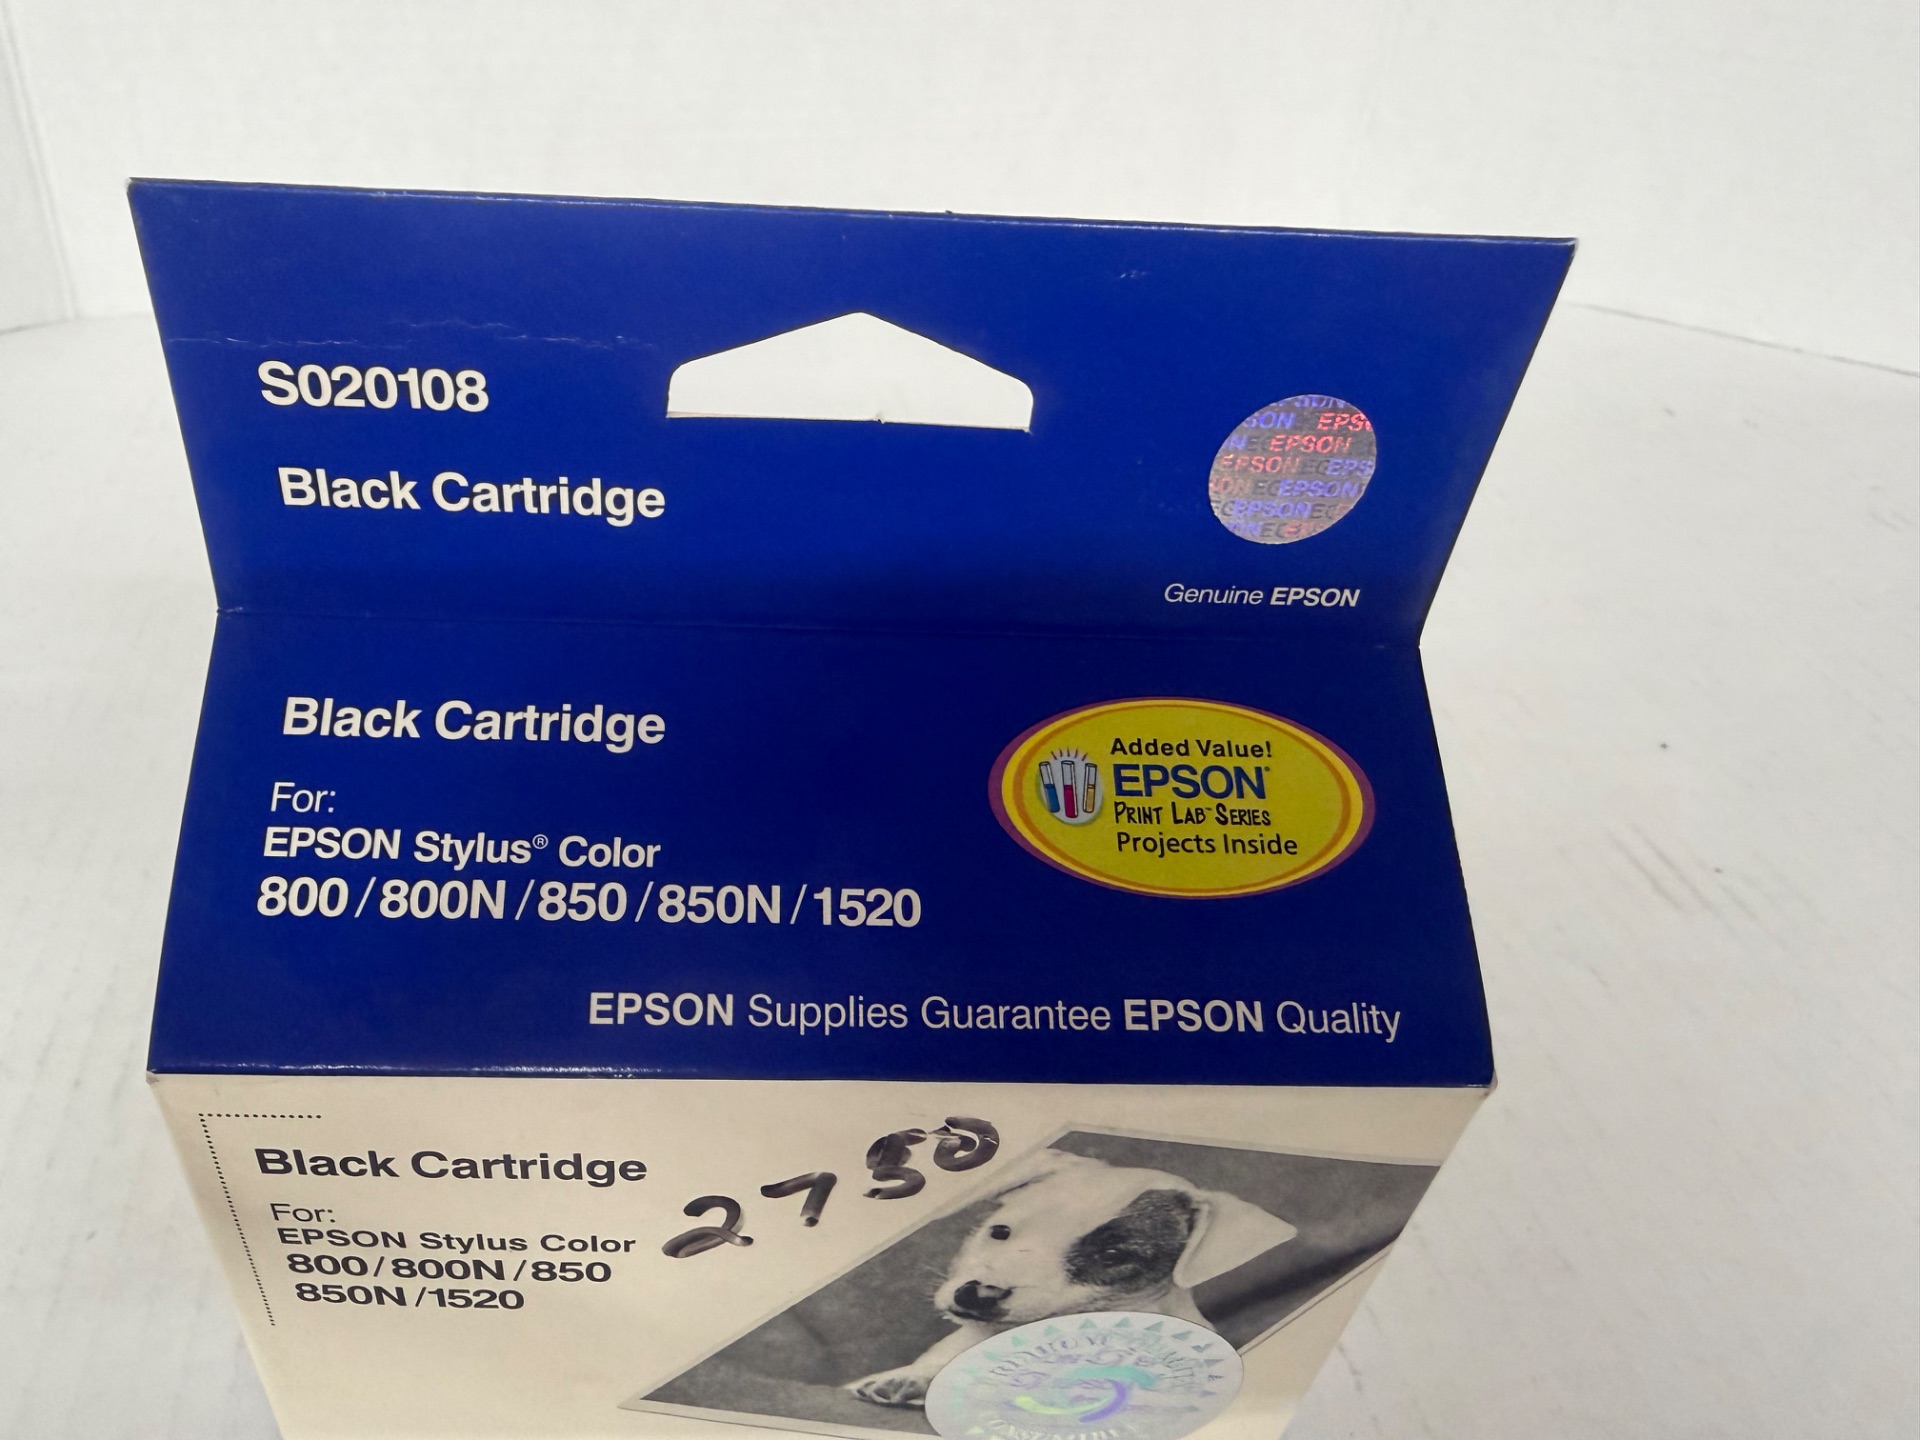 S020108
Black Cartridge
Genuine EPSON
Black Cartridge
For:
EPSON Stylus® Color
800/800N/850/850N/1520
Added Value!
EPSON®
PRINT LAB™ SERIES
Projects Inside
EPSON Supplies Guarantee EPSON Quality
Black Cartridge
For:
EPSON Stylus Color
800/800N/850
850N/1520
2750
EPSON
EPSON
EPSON
EPSON